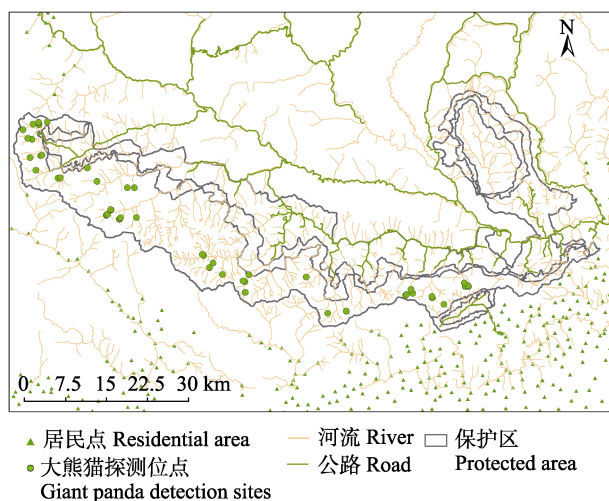 N
0 7.5 15 22.5 30 km
居民点 Residential area
河流 River
保护区
Protected area
大熊猫探测位点
Giant panda detection sites
公路 Road